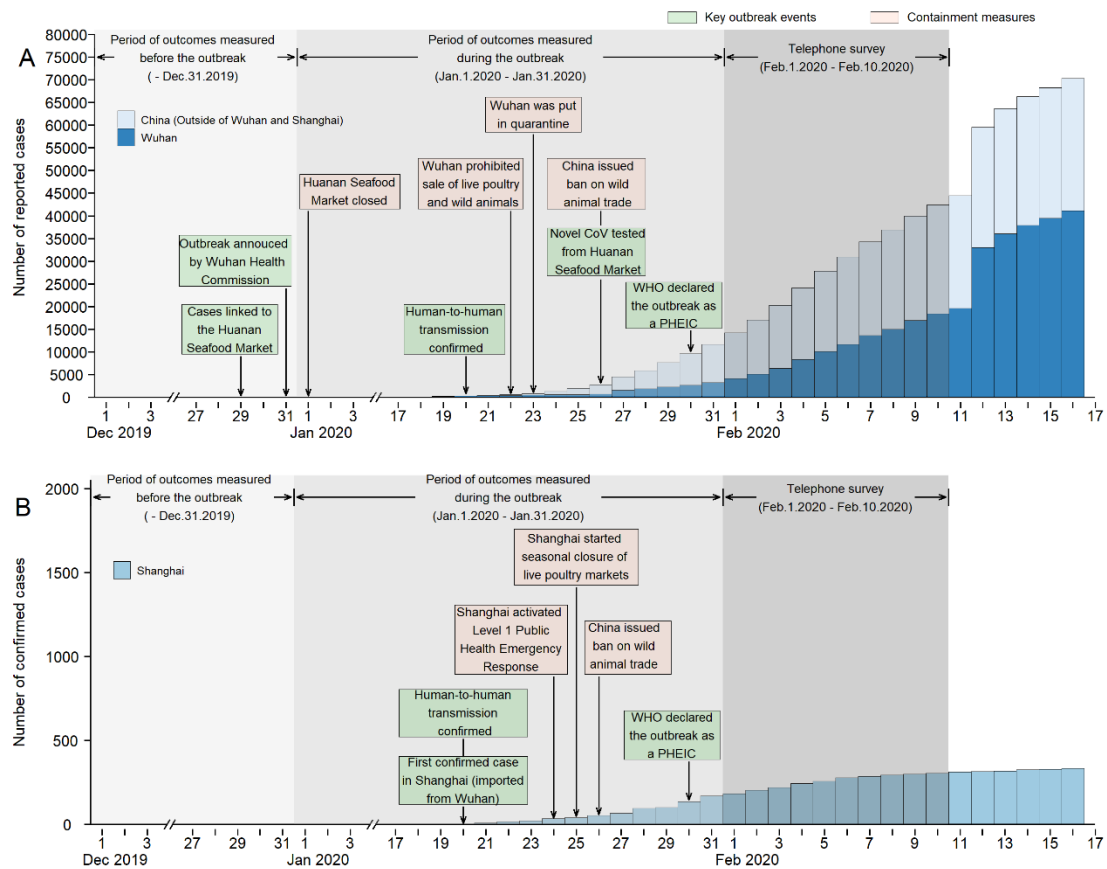 Key outbreak events
Containment measures
A
80000
75000
70000
65000
60000
55000
50000
45000
40000
35000
30000
25000
20000
15000
10000
5000
0
Number of reported cases
Period of outcomes measured
before the outbreak
( - Dec.31.2019)
Period of outcomes measured
during the outbreak
(Jan.1.2020 - Jan.31.2020)
Telephone survey
(Feb.1.2020 - Feb.10.2020)
China (Outside of Wuhan and Shanghai)
Wuhan
Outbreak annouced
by Wuhan Health
Commission
Cases linked to
the Huanan
Seafood Market
Huanan Seafood
Market closed
Wuhan was put
in quarantine
Wuhan prohibited
sale of live poultry
and wild animals
Human-to-human
transmission
confirmed
China issued
ban on wild
animal trade
Novel CoV tested
from Huanan
Seafood Market
WHO declared
the outbreak as
a PHEIC
1 3 27 29 31 1 3 17 19 21 23 25 27 29 31 1 3 5 7 9 11 13 15 17
Dec 2019 Jan 2020 Feb 2020
B
2000
1500
1000
500
0
Number of confirmed cases
Period of outcomes measured
before the outbreak
( - Dec.31.2019)
Period of outcomes measured
during the outbreak
(Jan.1.2020 - Jan.31.2020)
Telephone survey
(Feb.1.2020 - Feb.10.2020)
Shanghai
Shanghai started
seasonal closure of
live poultry markets
Shanghai activated
Level 1 Public
Health Emergency
Response
China issued
ban on wild
animal trade
Human-to-human
transmission
confirmed
First confirmed case
in Shanghai (imported
from Wuhan)
WHO declared
the outbreak as
a PHEIC
1 3 27 29 31 1 3 17 19 21 23 25 27 29 31 1 3 5 7 9 11 13 15 17
Dec 2019 Jan 2020 Feb 2020